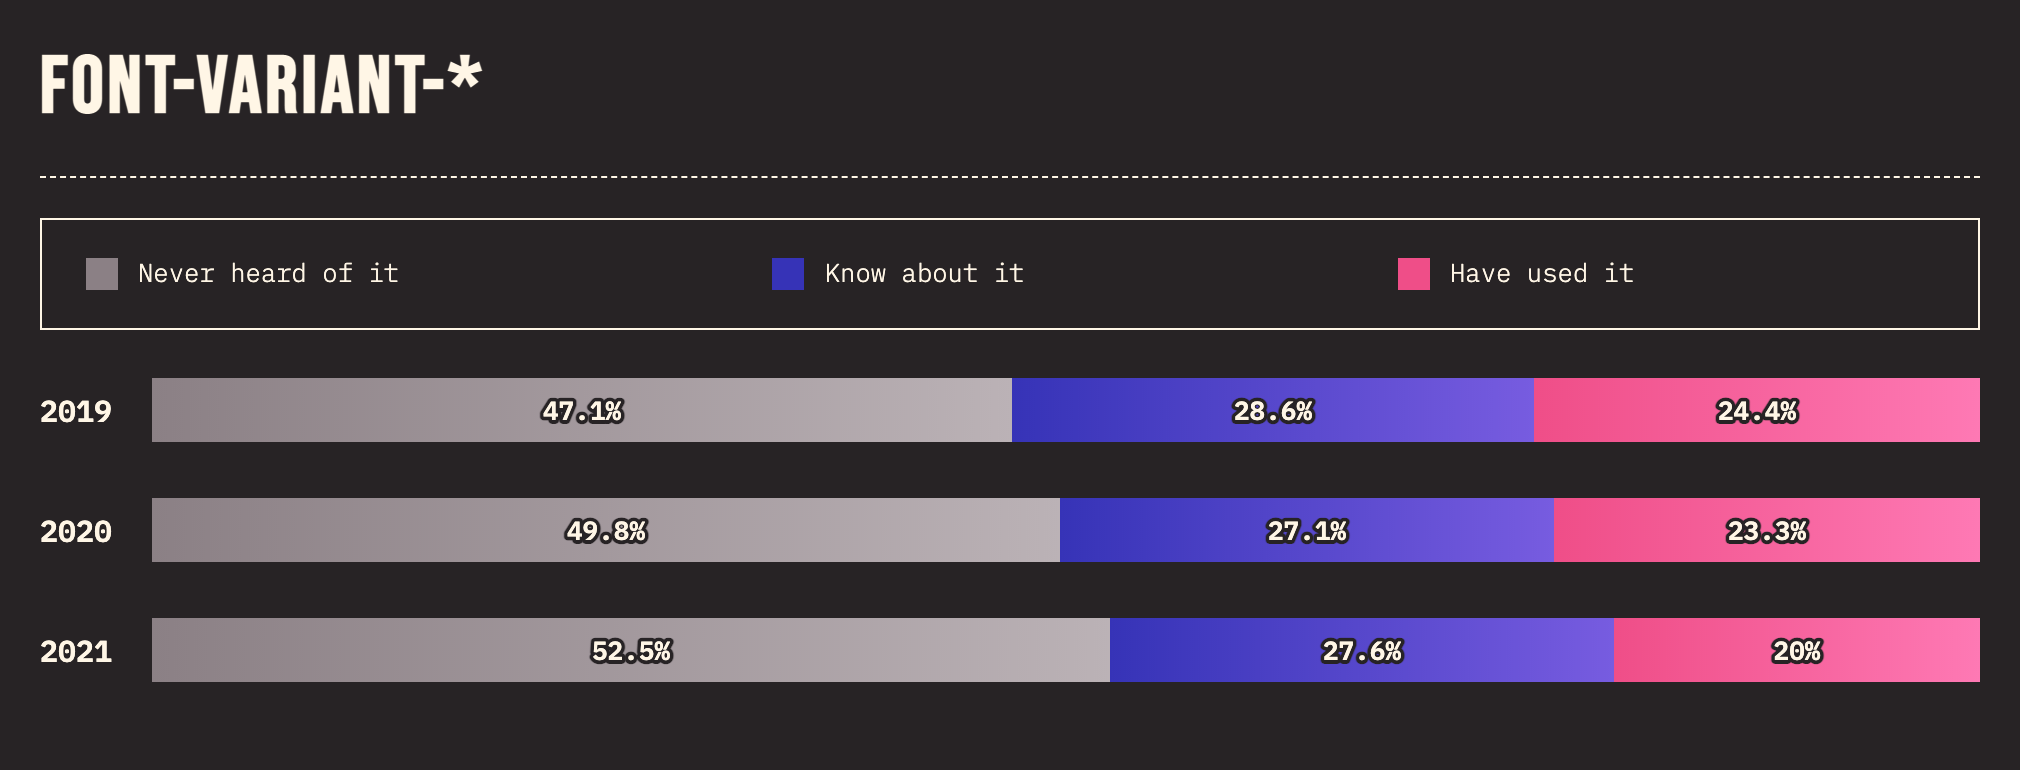 FONT-VARIANT-*
Never heard of it Know about it Have used it
2019 47.1% 28.6% 24.4%
2020 49.8% 27.1% 23.3%
2021 52.5% 27.6% 20%